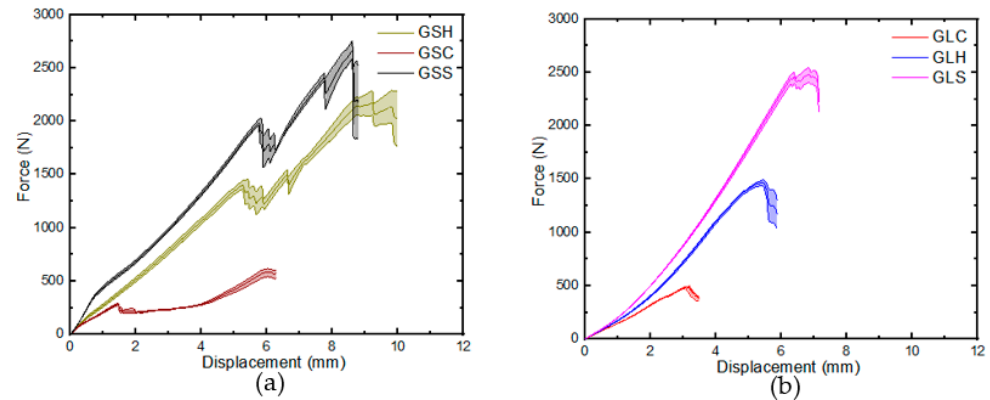 3000
2500
2000
1500
1000
500
0
Force (N)
GSH
GSC
GSS
0 2 4 6 8 10 12
Displacement (mm)
(a)
3000
2500
2000
1500
1000
500
0
Force (N)
GLC
GLH
GLS
0 2 4 6 8 10 12
Displacement (mm)
(b)